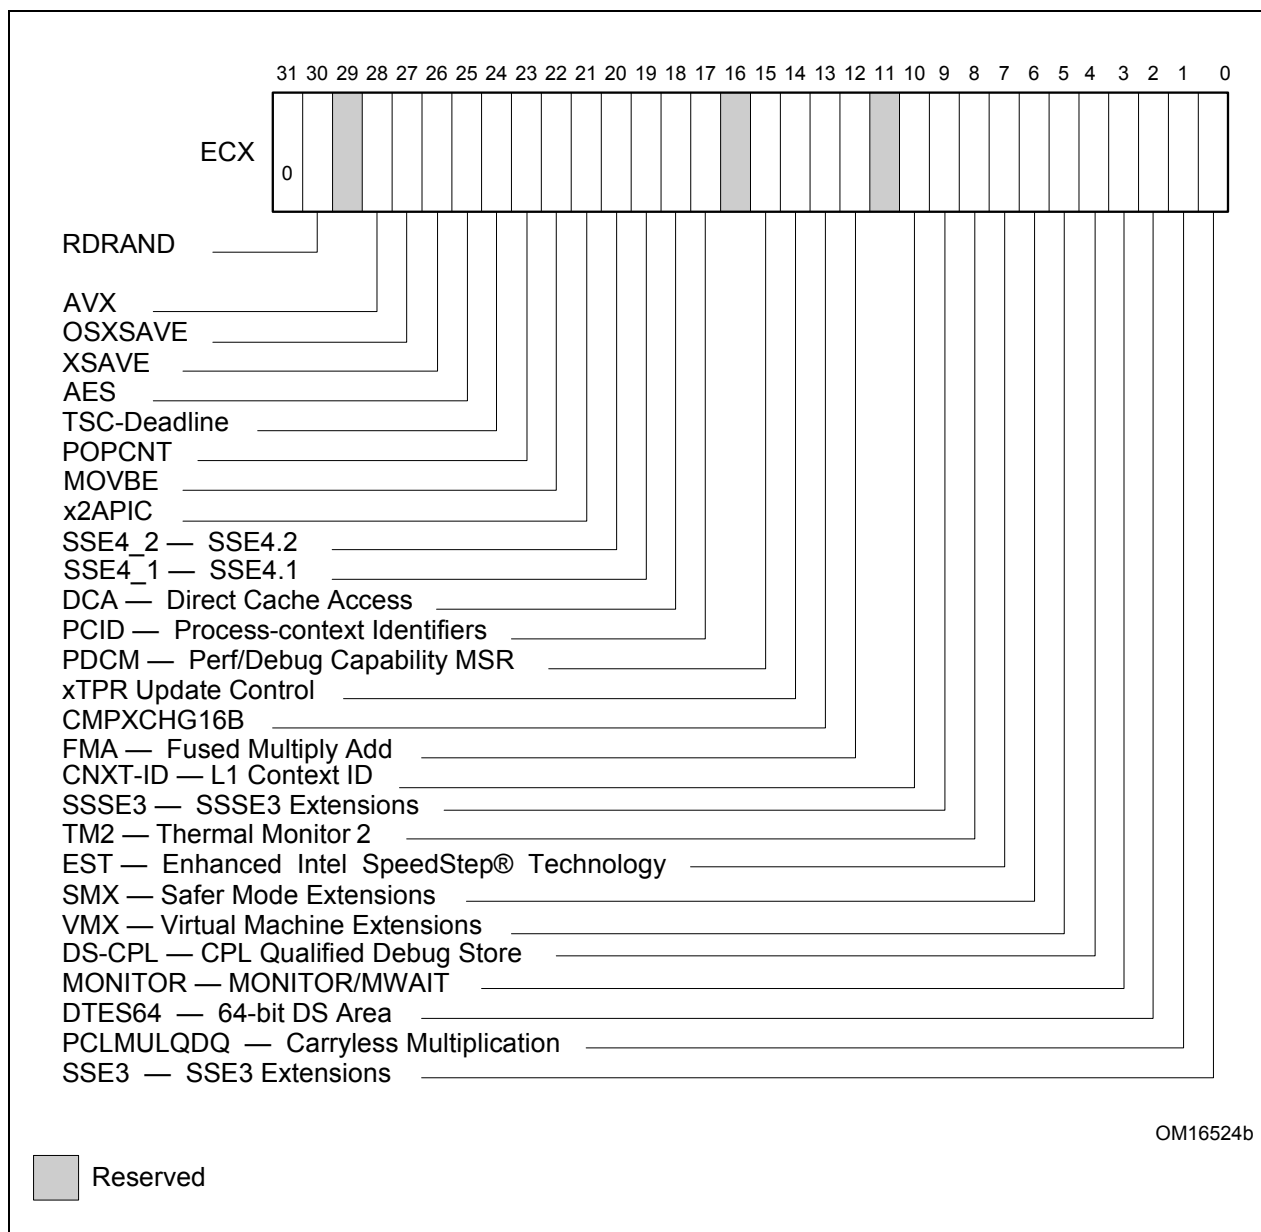 31 30 29 28 27 26 25 24 23 22 21 20 19 18 17 16 15 14 13 12 11 10 9 8 7 6 5 4 3 2 1 0
ECX
0
RDRAND
AVX
OSXSAVE
XSAVE
AES
TSC-Deadline
POPCNT
MOVBE
x2APIC
SSE4_2 — SSE4.2
SSE4_1 — SSE4.1
DCA — Direct Cache Access
PCID — Process-context Identifiers
PDCM — Perf/Debug Capability MSR
xTPR Update Control
CMPXCHG16B
FMA — Fused Multiply Add
CNXT-ID — L1 Context ID
SSSE3 — SSSE3 Extensions
TM2 — Thermal Monitor 2
EST — Enhanced Intel SpeedStep® Technology
SMX — Safer Mode Extensions
VMX — Virtual Machine Extensions
DS-CPL — CPL Qualified Debug Store
MONITOR — MONITOR/MWAIT
DTES64 — 64-bit DS Area
PCLMULQDQ — Carryless Multiplication
SSE3 — SSE3 Extensions
OM16524b
Reserved